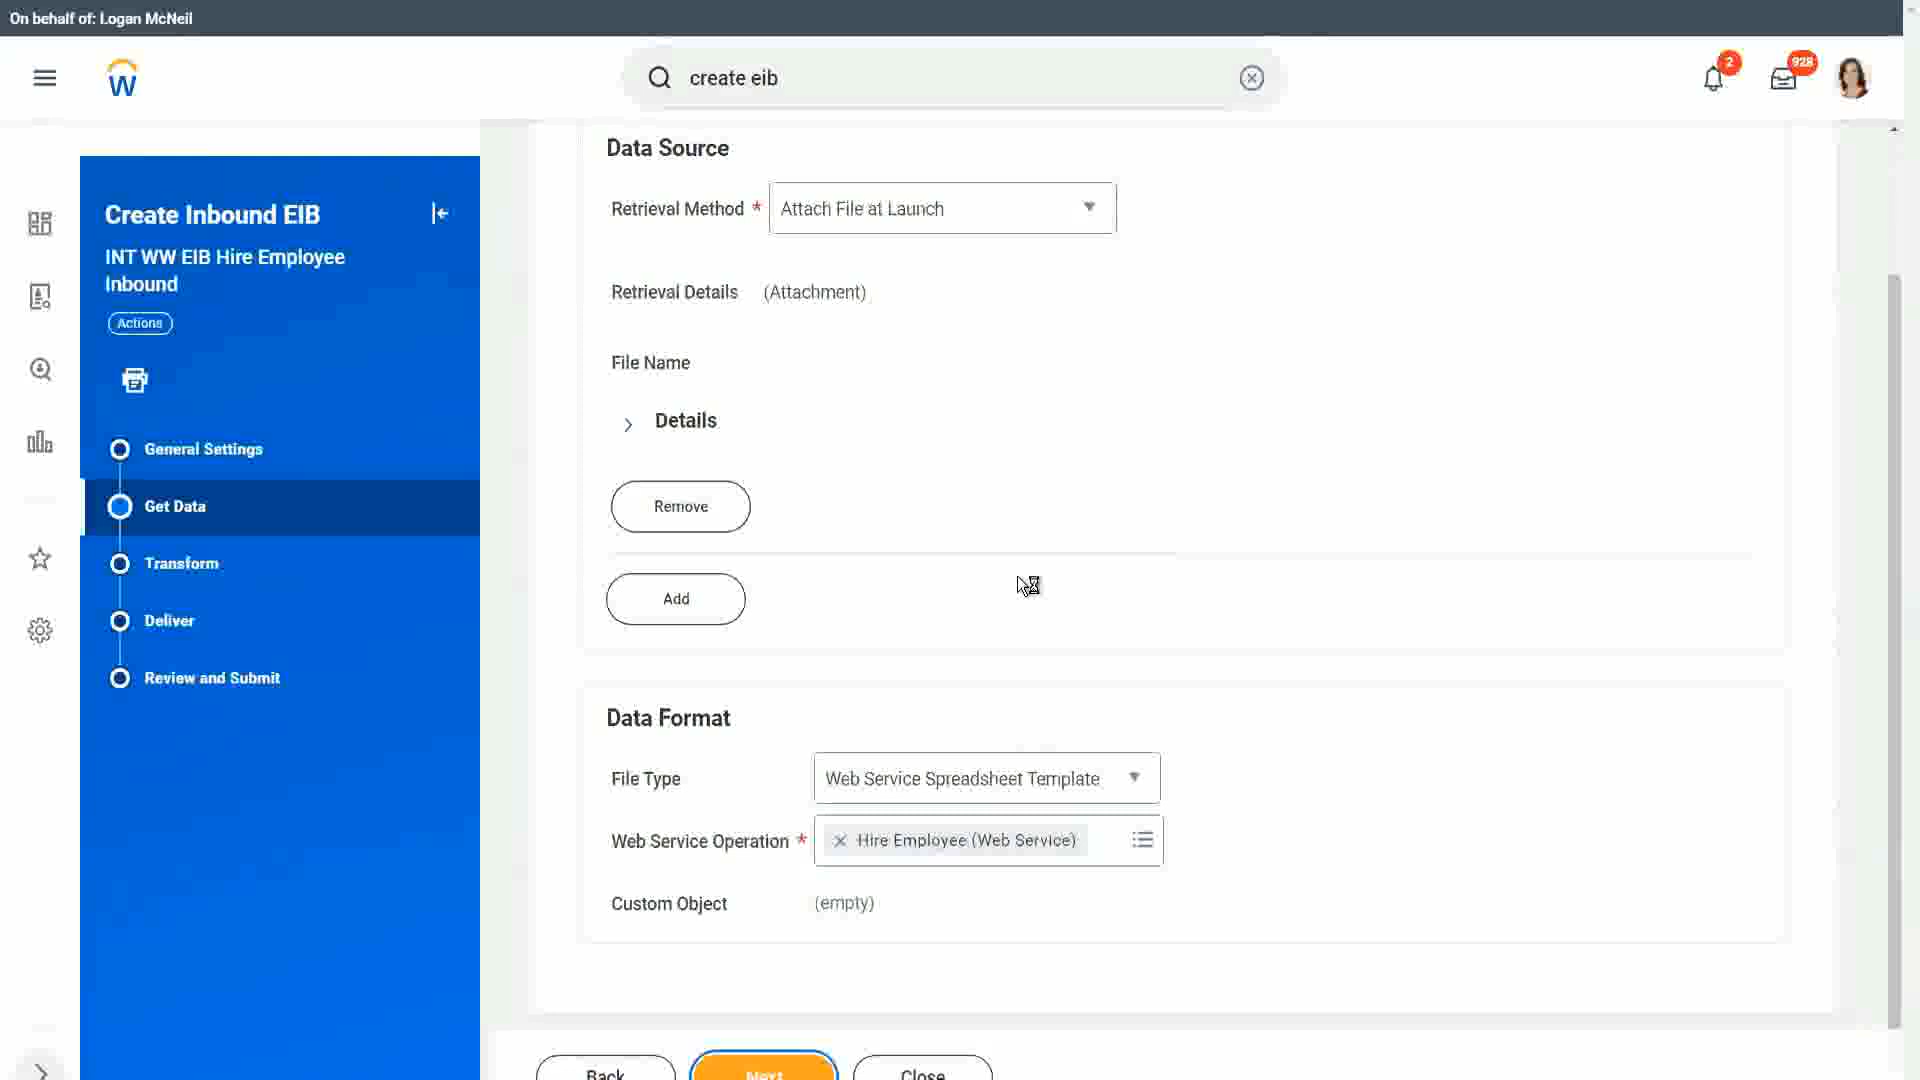 On behalf of: Logan McNeil
W
create eib
2
928
Create Inbound EIB
INT WW EIB Hire Employee
Inbound
Actions
General Settings
Get Data
Transform
Deliver
Review and Submit
Data Source
Retrieval Method * Attach File at Launch
Retrieval Details (Attachment)
File Name
Details
Remove
Add
Data Format
File Type Web Service Spreadsheet Template
Web Service Operation * Hire Employee (Web Service)
Custom Object (empty)
Back Next Close